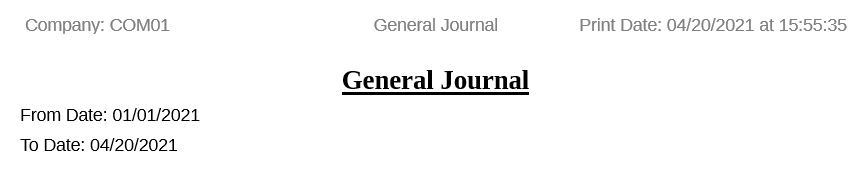 Company: COM01 General Journal Print Date: 04/20/2021 at 15:55:35
General Journal
From Date: 01/01/2021
To Date: 04/20/2021